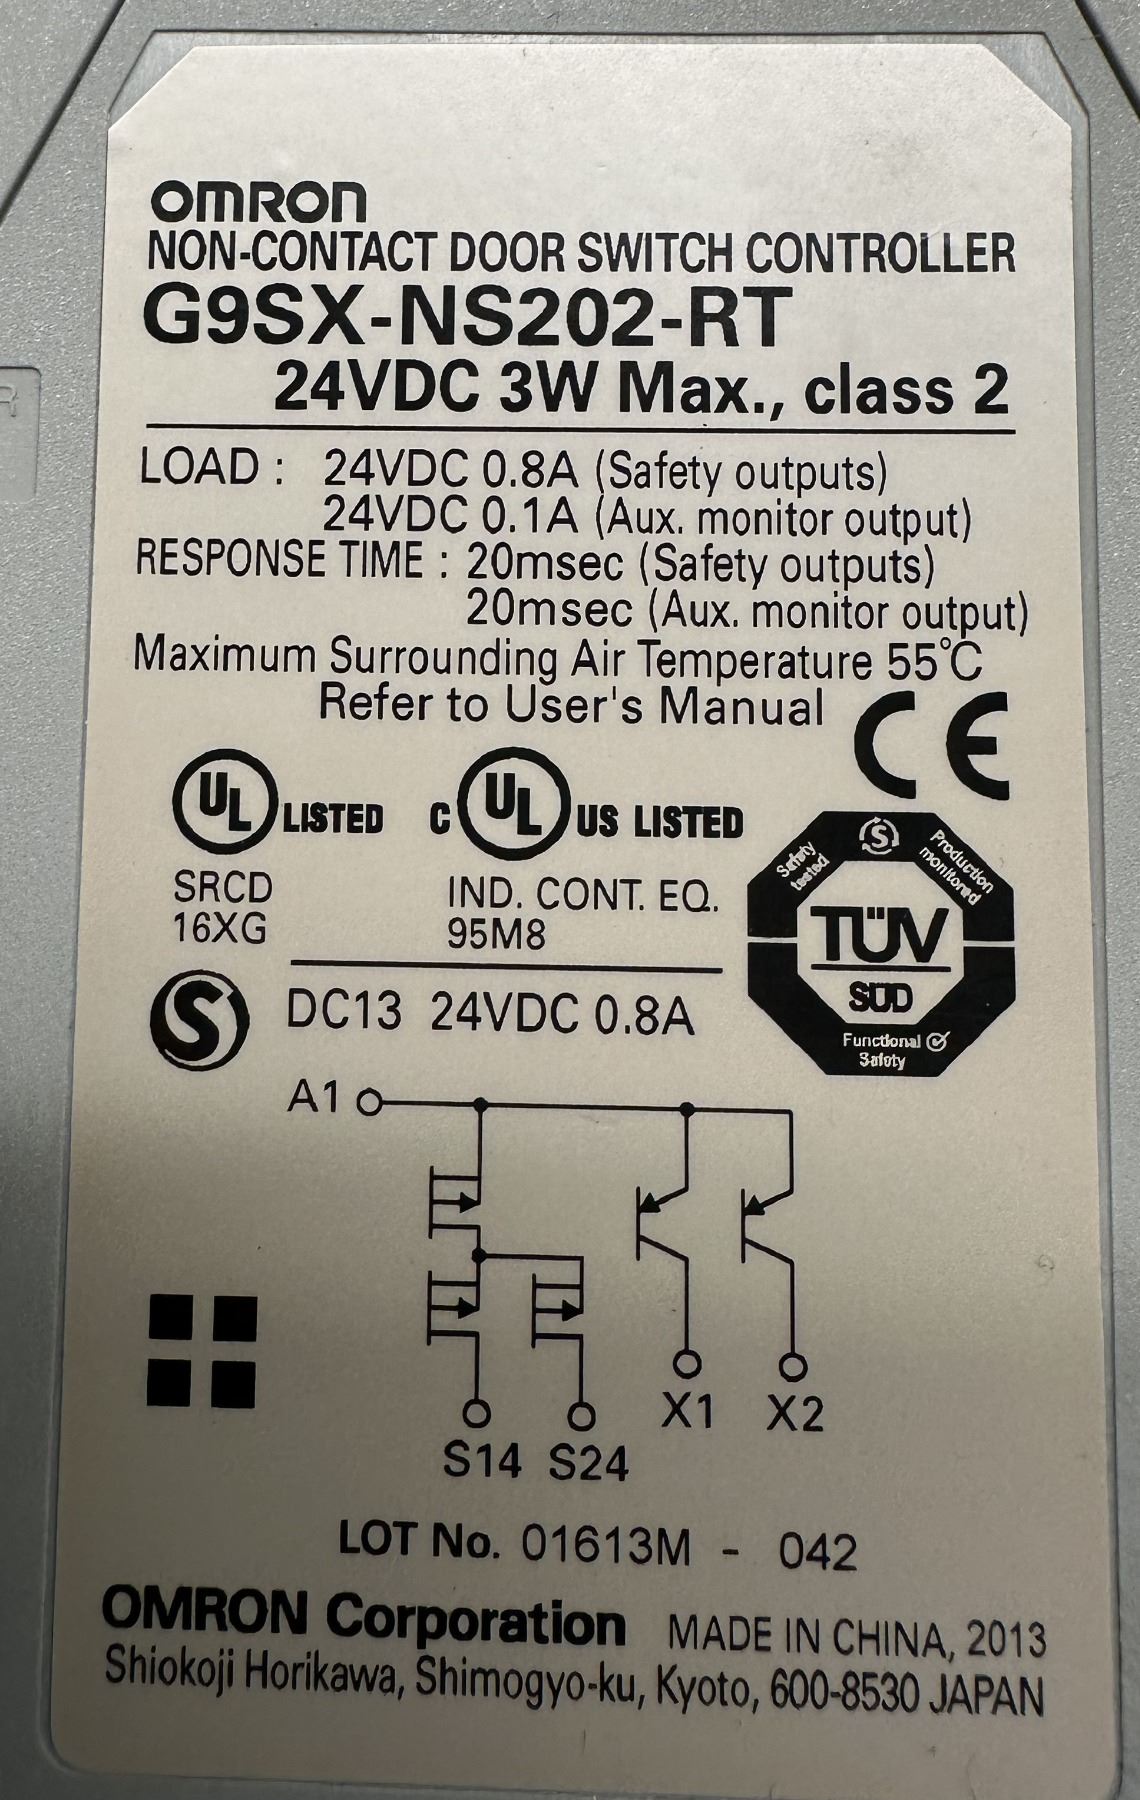 OMRON
NON-CONTACT DOOR SWITCH CONTROLLER
G9SX-NS202-RT
24VDC 3W Max., class 2
LOAD : 24VDC 0.8A (Safety outputs)
24VDC 0.1A (Aux. monitor output)
RESPONSE TIME : 20msec (Safety outputs)
20msec (Aux. monitor output)
Maximum Surrounding Air Temperature 55°C
Refer to User's Manual
CE
UL LISTED
C UL US LISTED
SRCD
16XG
IND. CONT. EQ.
95M8
Safety tested
S
Production monitored
TÜV
SÜD
Functional
Safety
S
DC13 24VDC 0.8A
A1
X1 X2
S14 S24
LOT No. 01613M - 042
OMRON Corporation MADE IN CHINA, 2013
Shiokoji Horikawa, Shimogyo-ku, Kyoto, 600-8530 JAPAN